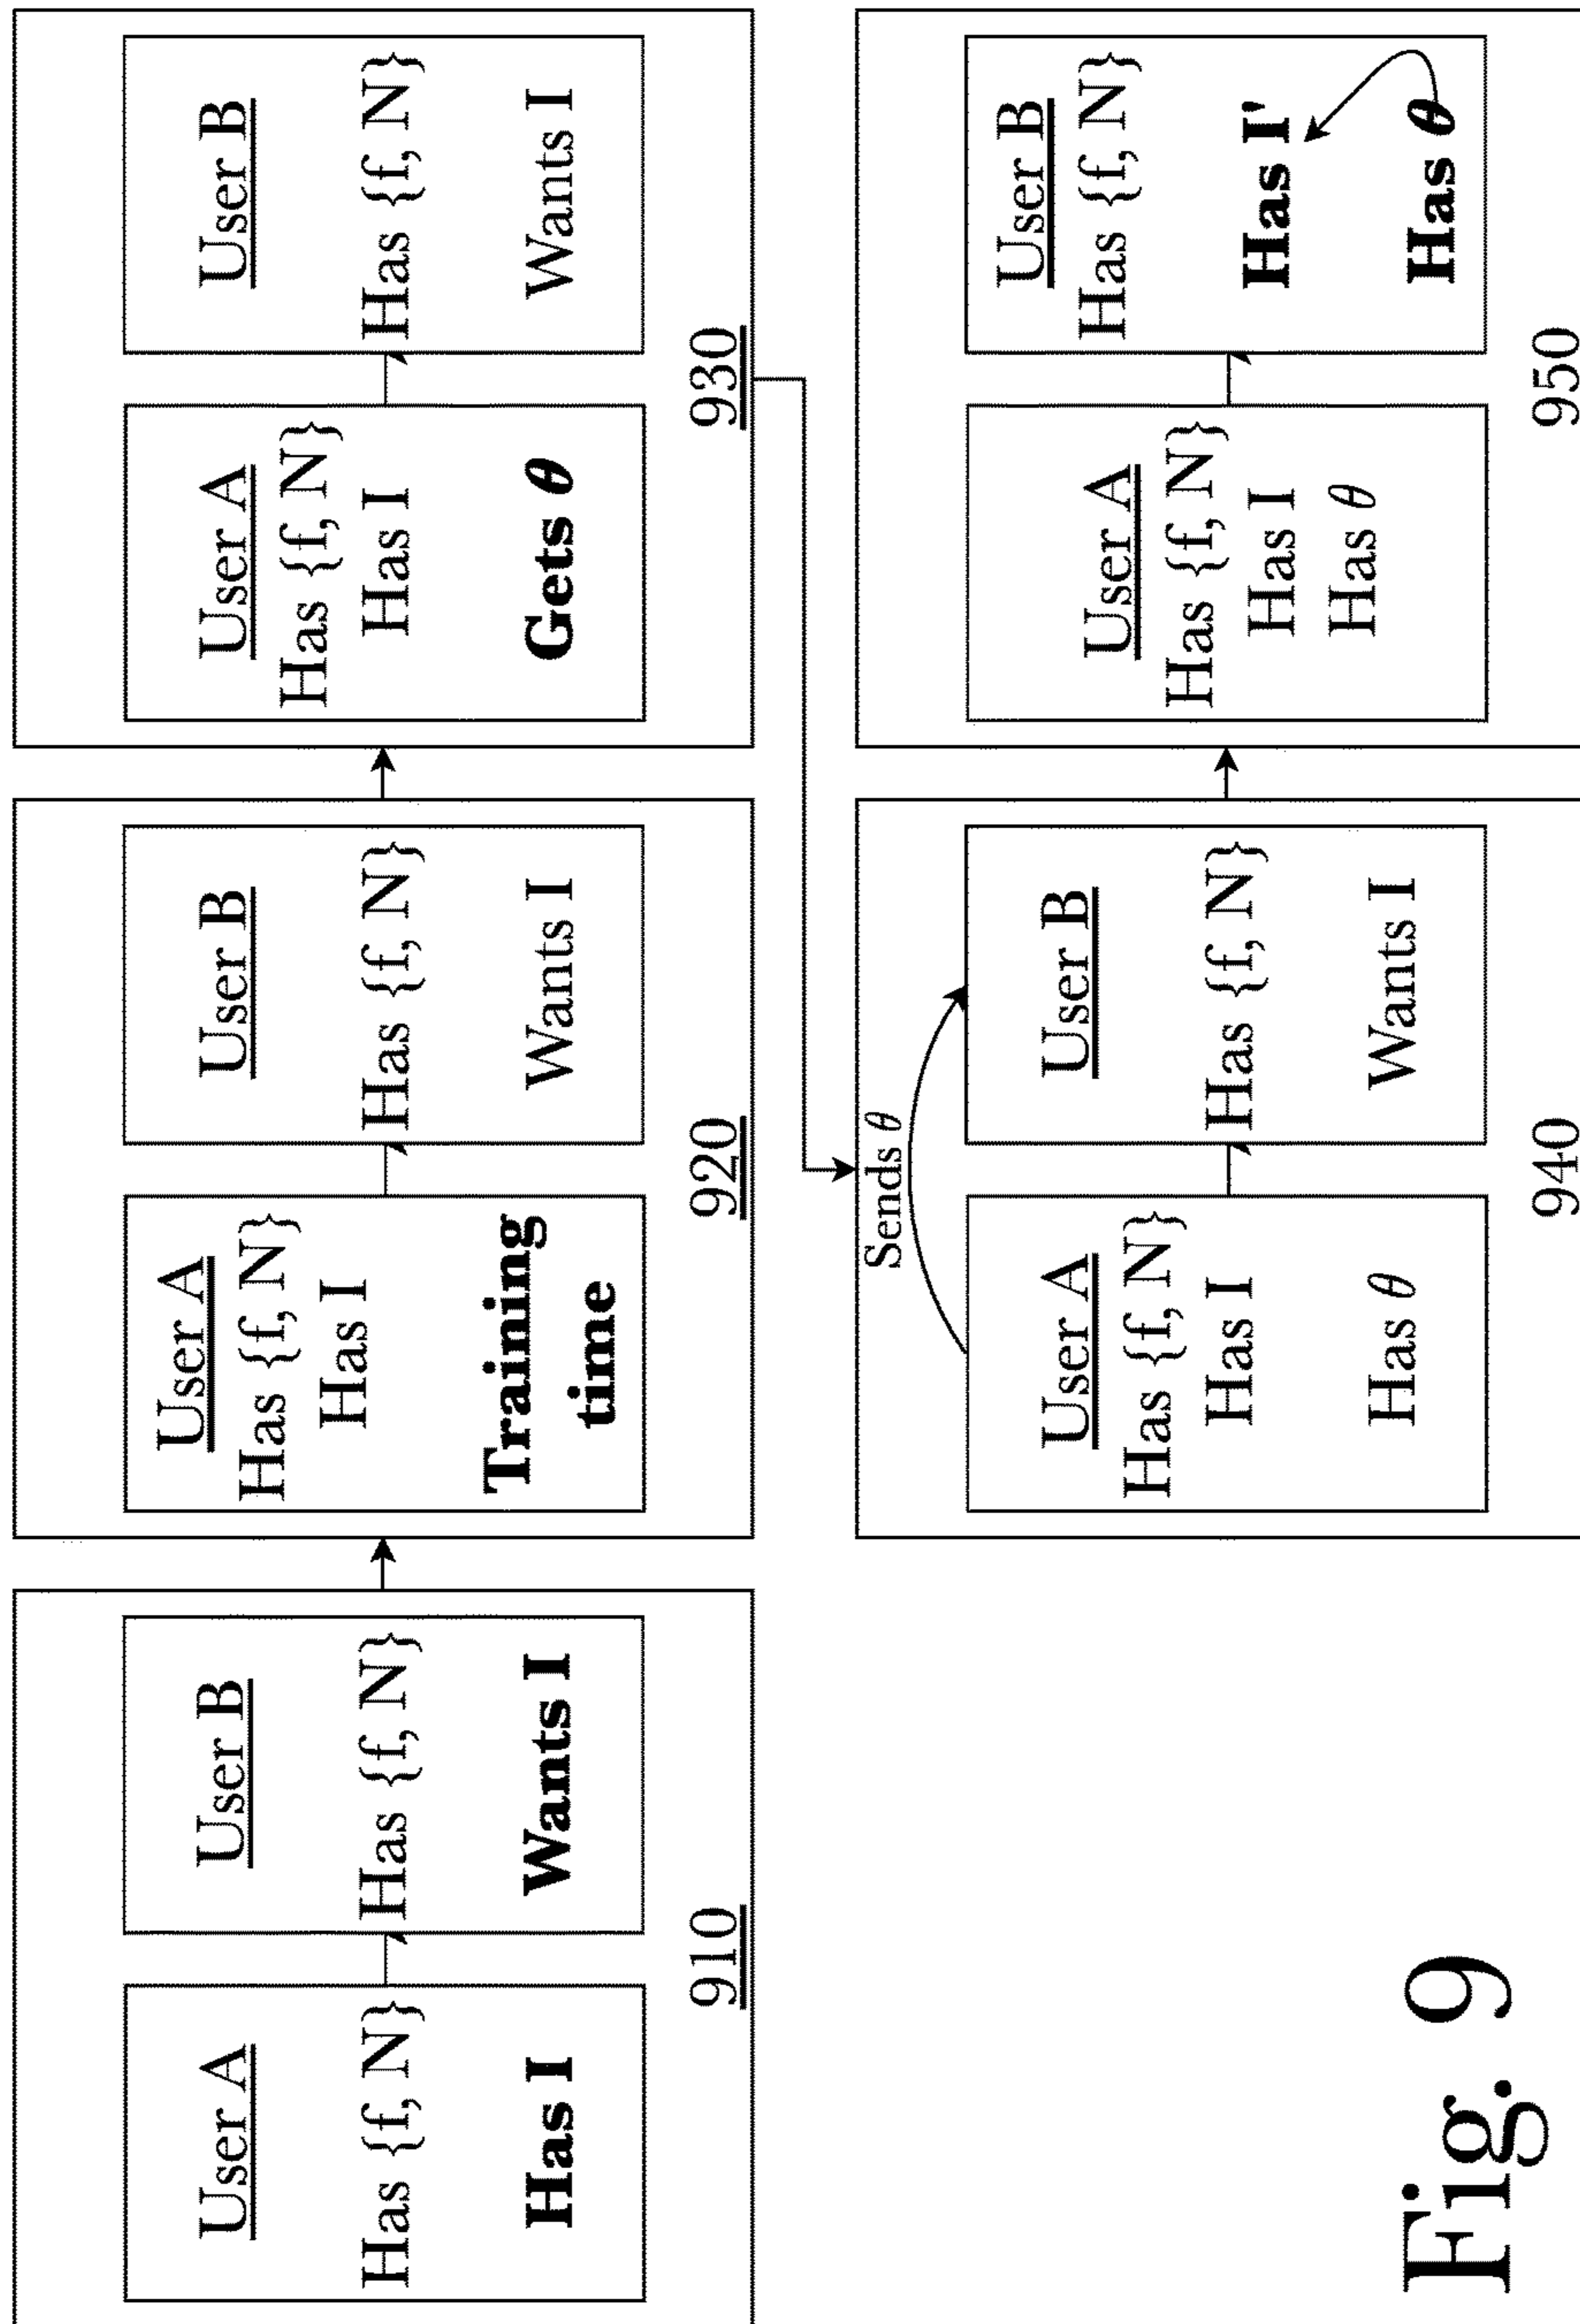 User A
Has {f, N}
Has I
User B
Has {f, N}
Wants I
910
User A
Has {f, N}
Has I
Training
time
User B
Has {f, N}
Wants I
920
User A
Has {f, N}
Has I
Gets θ
User B
Has {f, N}
Wants I
930
Sends θ
User A
Has {f, N}
Has I
Has θ
User B
Has {f, N}
Wants I
940
User A
Has {f, N}
Has I
Has θ
User B
Has {f, N}
Has I'
Has θ
950
Fig. 9